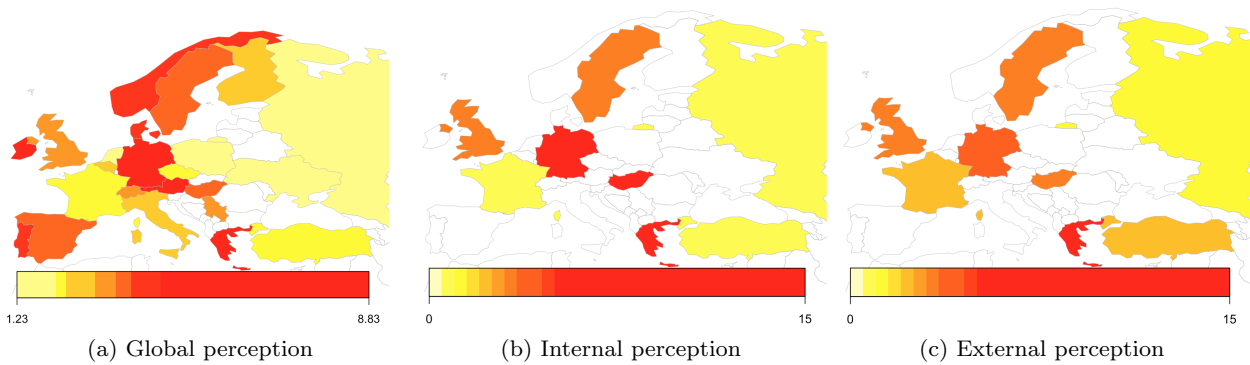 1.23 8.83
0 15
0 15
(a) Global perception
(b) Internal perception
(c) External perception